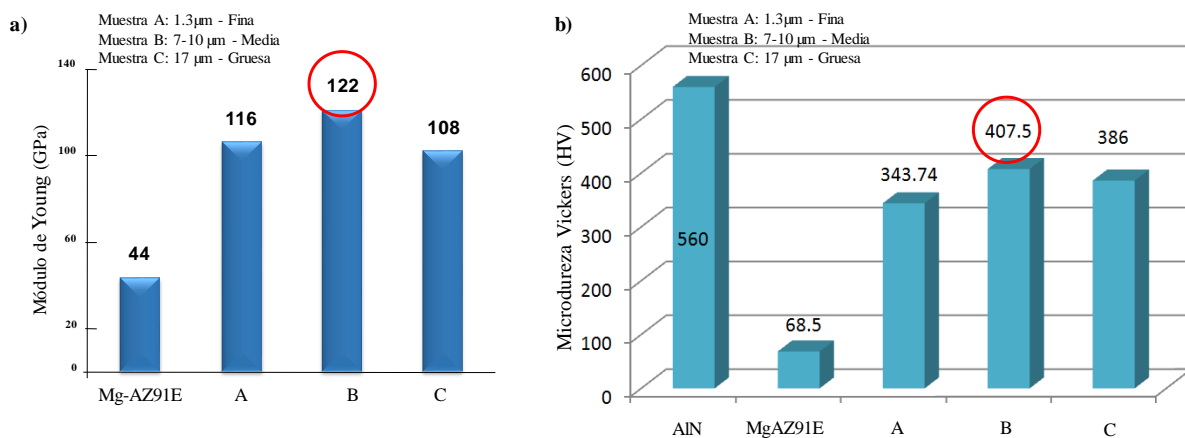 a)
Muestra A: 1.3µm - Fina
Muestra B: 7-10 µm - Media
Muestra C: 17 µm - Gruesa
Módulo de Young (GPa)
140
100
60
20
0
44
116
122
108
Mg-AZ91E A B C
b)
Muestra A: 1.3µm - Fina
Muestra B: 7-10 µm - Media
Muestra C: 17 µm - Gruesa
Microdureza Vickers (HV)
600
500
400
300
200
100
0
560
68.5
343.74
407.5
386
AlN MgAZ91E A B C